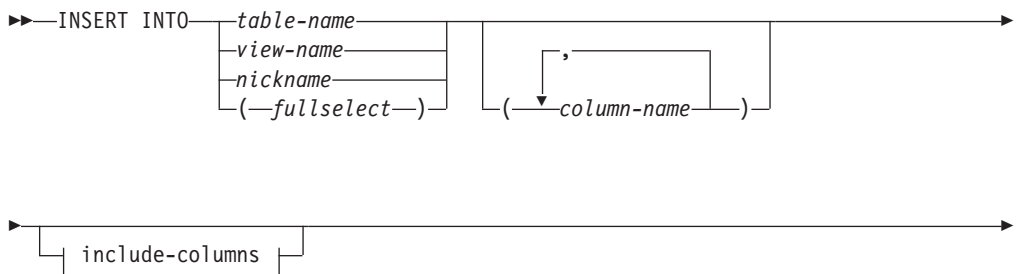 INSERT INTO table-name
view-name
nickname
( fullselect )
,
( column-name )
include-columns